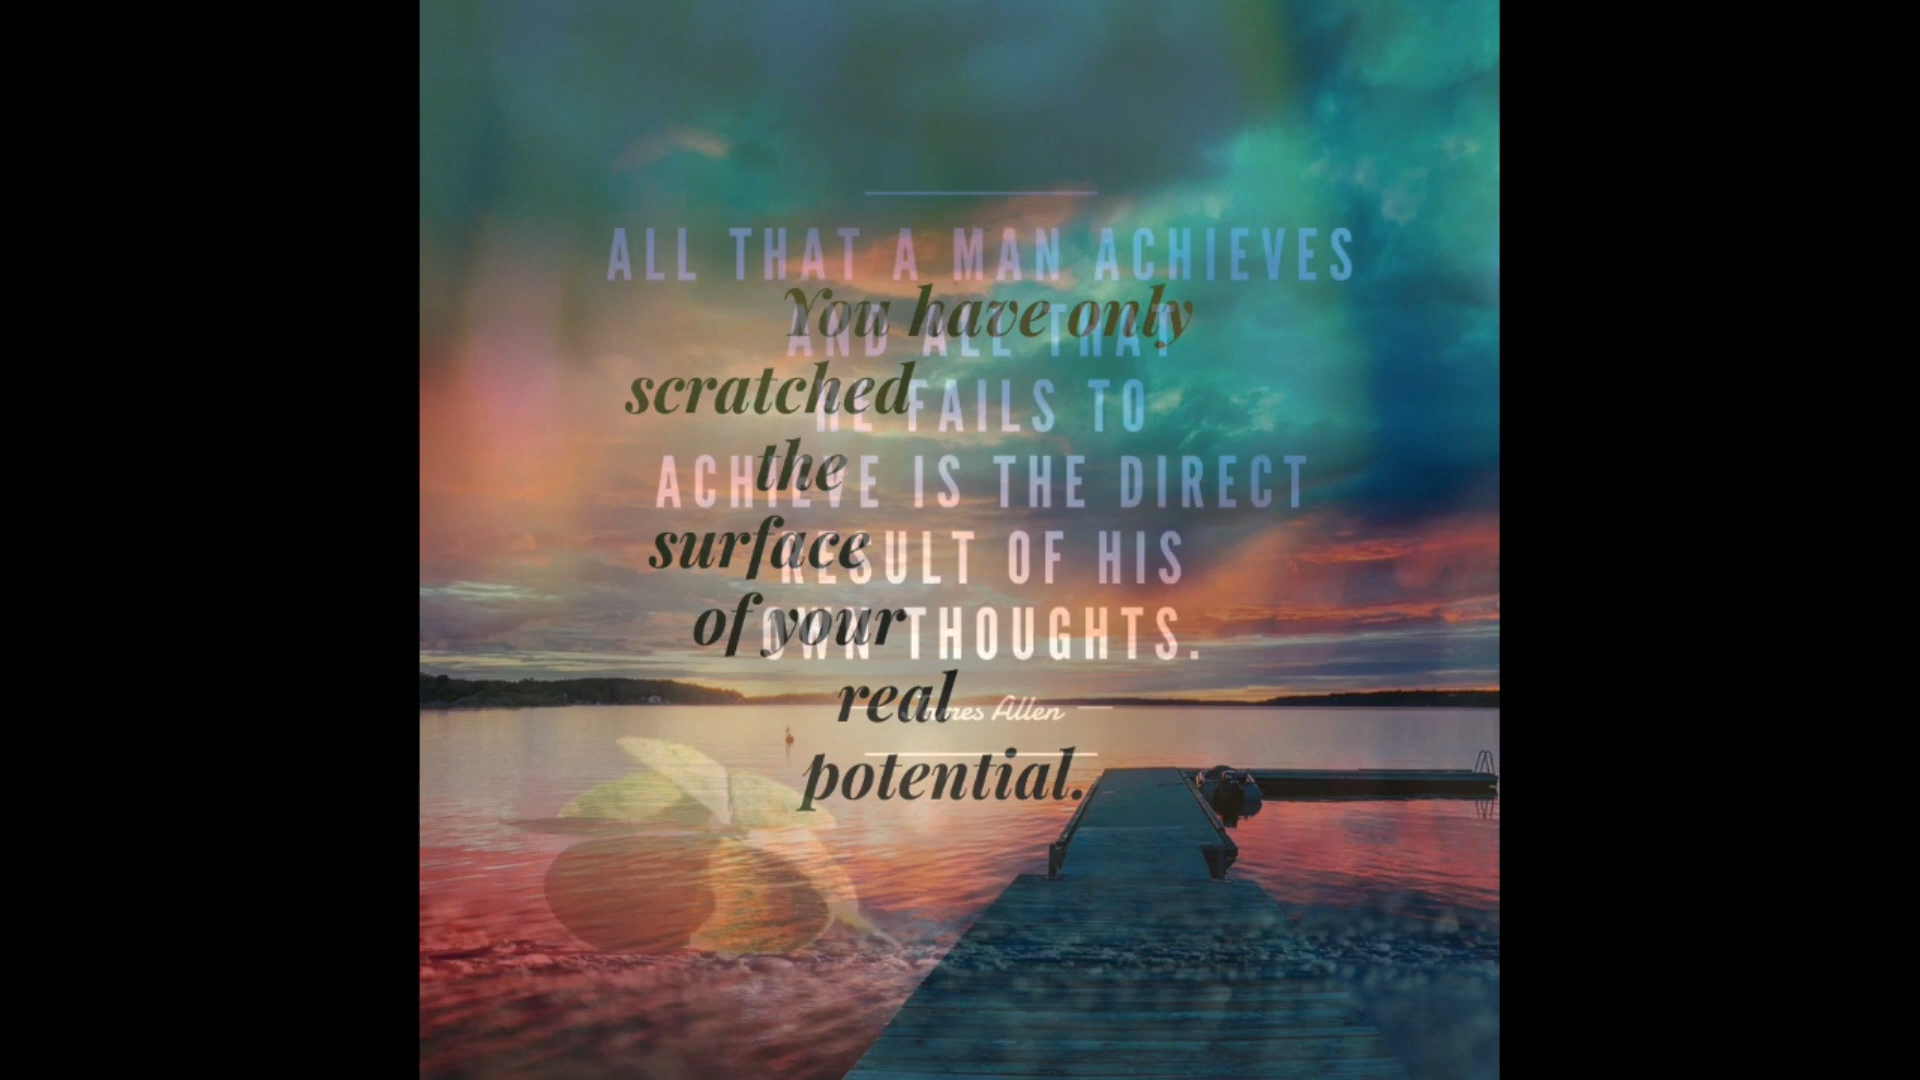 ALL THAT A MAN ACHIEVES
AND ALL THAT
HE FAILS TO
ACHIEVE IS THE DIRECT
RESULT OF HIS
OWN THOUGHTS.
James Allen
You have only
scratched
the
surface
of your
real
potential.